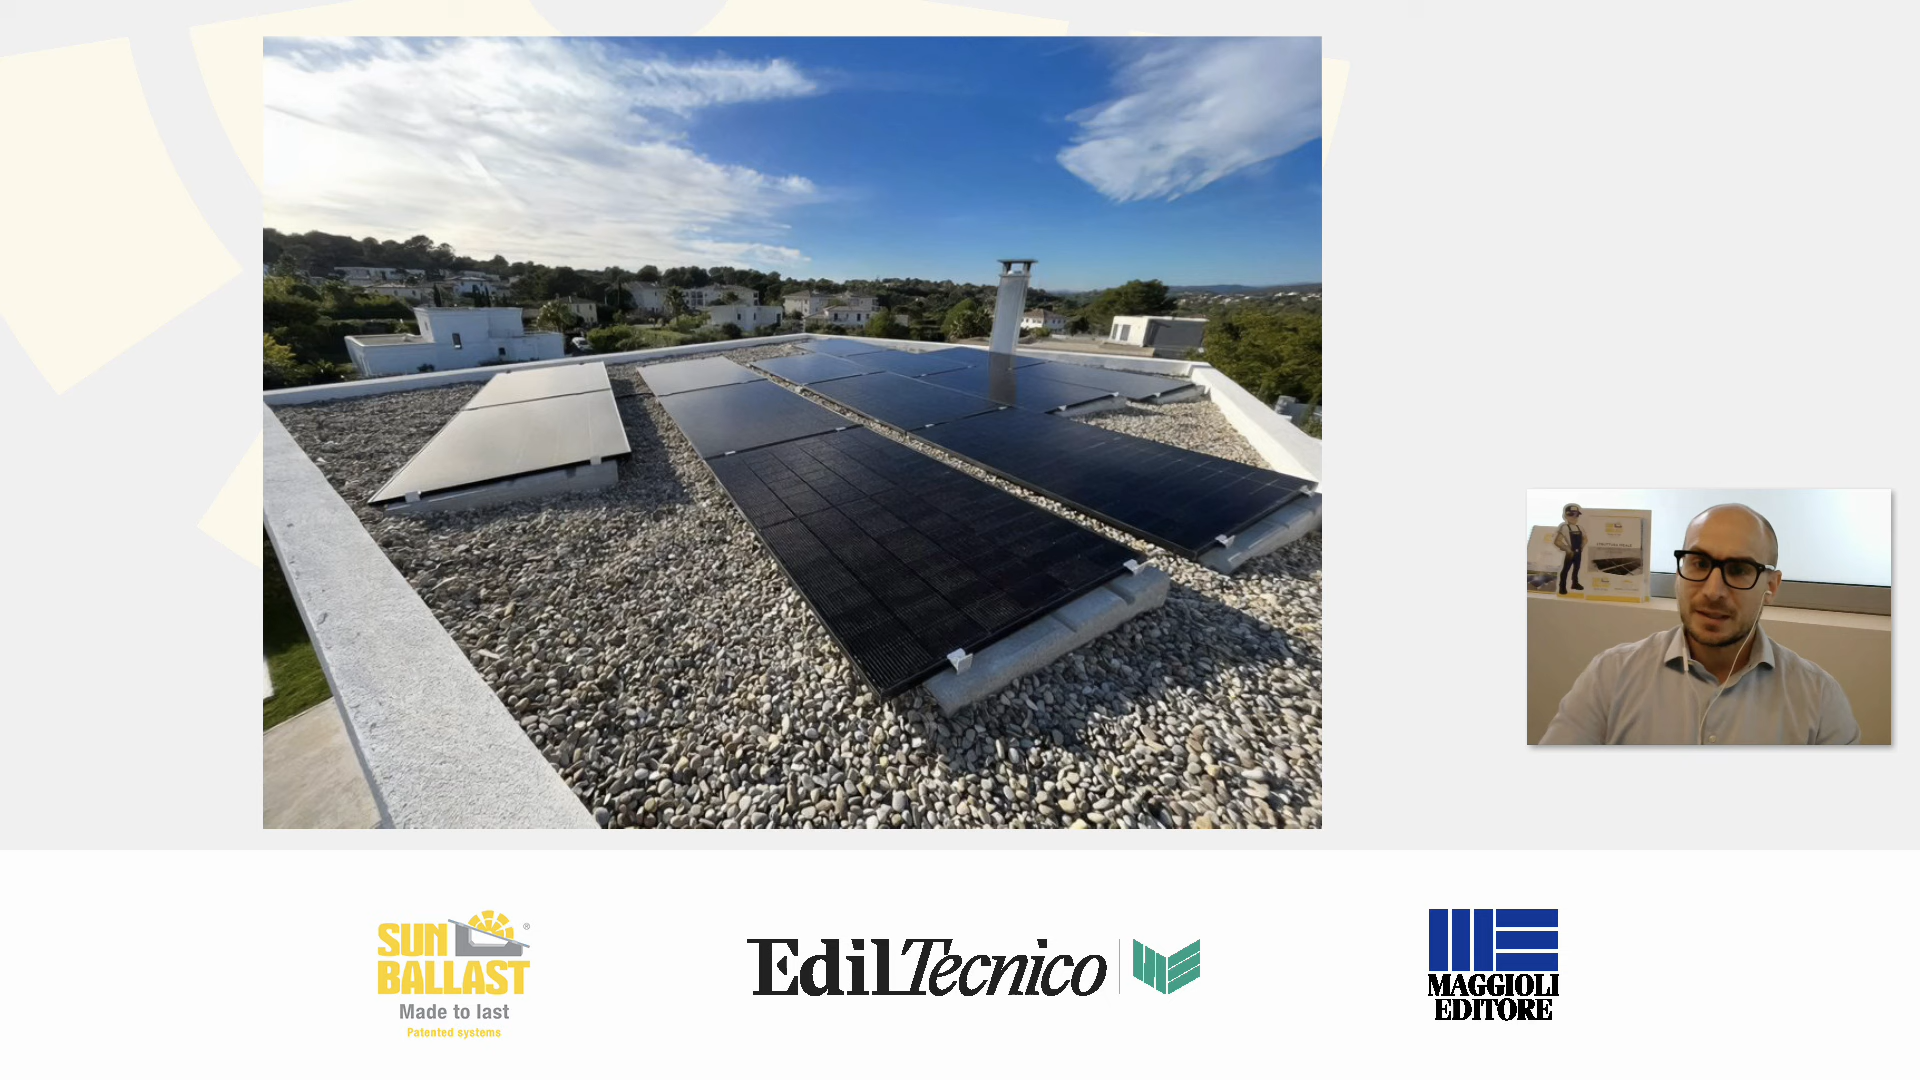 SUN
BALLAST
®
Made to last
Patented systems
EdilTecnico
MAGGIOLI
EDITORE